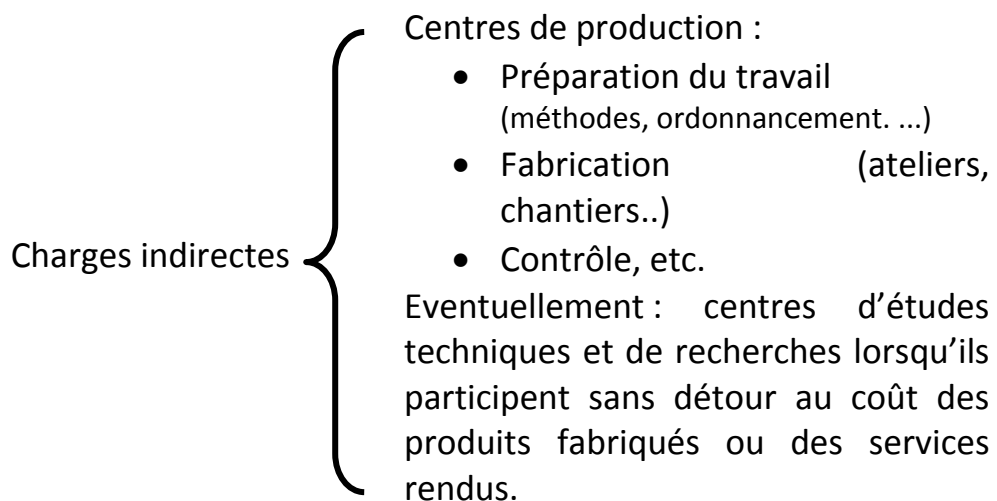 Centres de production :
• Préparation du travail
(méthodes, ordonnancement. ...)
• Fabrication (ateliers,
chantiers..)
Charges indirectes
• Contrôle, etc.
Eventuellement : centres d’études
techniques et de recherches lorsqu’ils
participent sans détour au coût des
produits fabriqués ou des services
rendus.